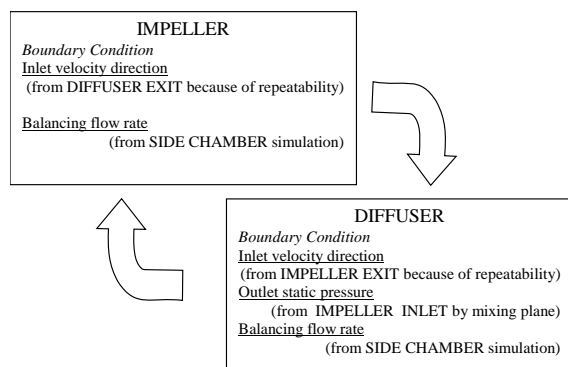 IMPELLER
Boundary Condition
Inlet velocity direction
(from DIFFUSER EXIT because of repeatability)
Balancing flow rate
(from SIDE CHAMBER simulation)
DIFFUSER
Boundary Condition
Inlet velocity direction
(from IMPELLER EXIT because of repeatability)
Outlet static pressure
(from IMPELLER INLET by mixing plane)
Balancing flow rate
(from SIDE CHAMBER simulation)